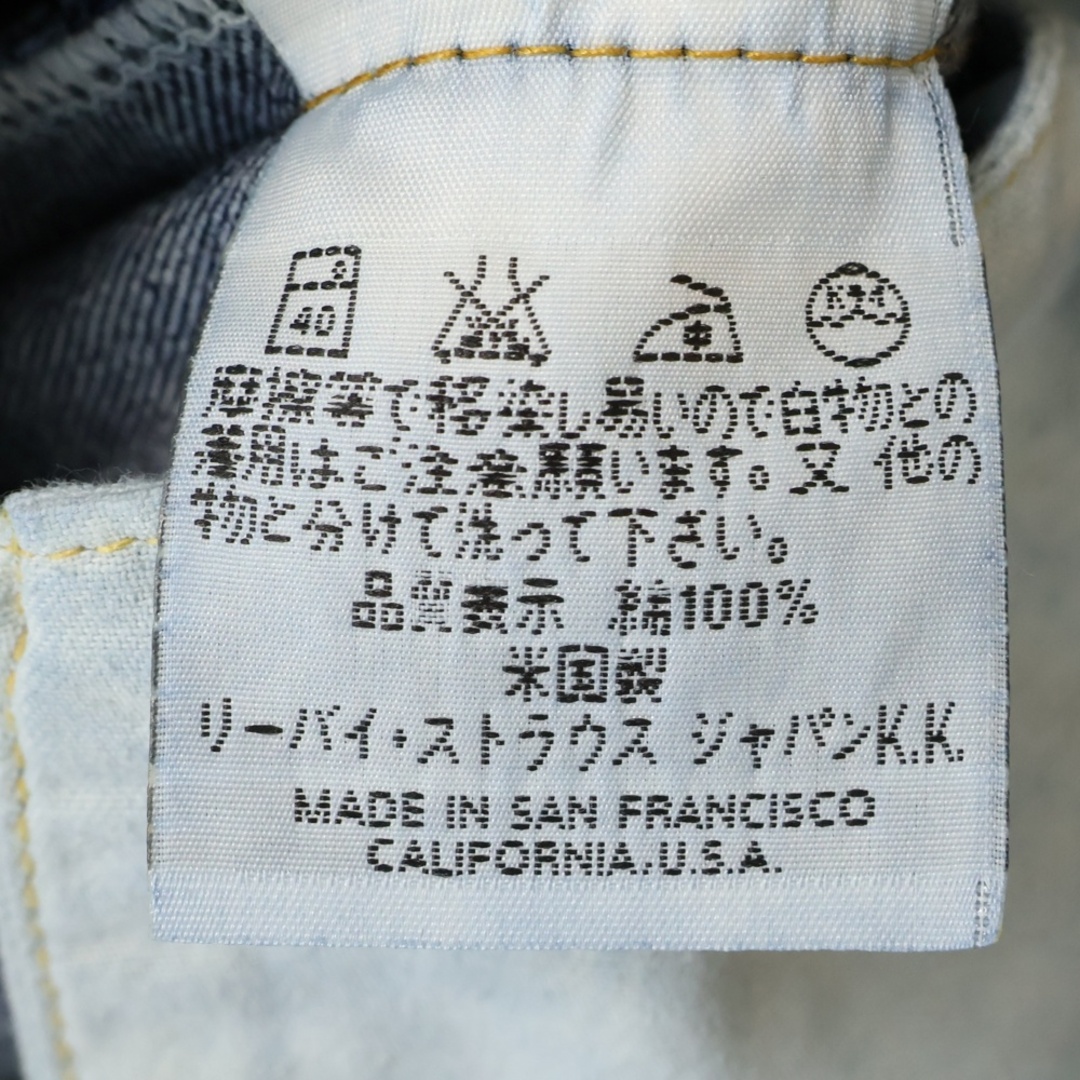 40 中
摩擦等で移染し易いので白物との
着用はご注意願います。又 他の
物と分けて洗って下さい。
品質表示 綿100%
米国製
リーバイ・ストラウス ジャパンK.K.
MADE IN SAN FRANCISCO
CALIFORNIA.U.S.A.